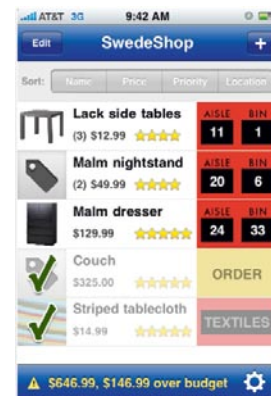 AT&T 3G 9:42 AM
Edit SwedeShop +
Sort: Name Price Priority Location
Lack side tables
(3) $12.99
AISLE BIN
11 1
Malm nightstand
(2) $49.99
AISLE BIN
20 6
Malm dresser
$129.99
AISLE BIN
24 33
Couch
$325.00
ORDER
Striped tablecloth
$14.99
TEXTILES
$646.99, $146.99 over budget